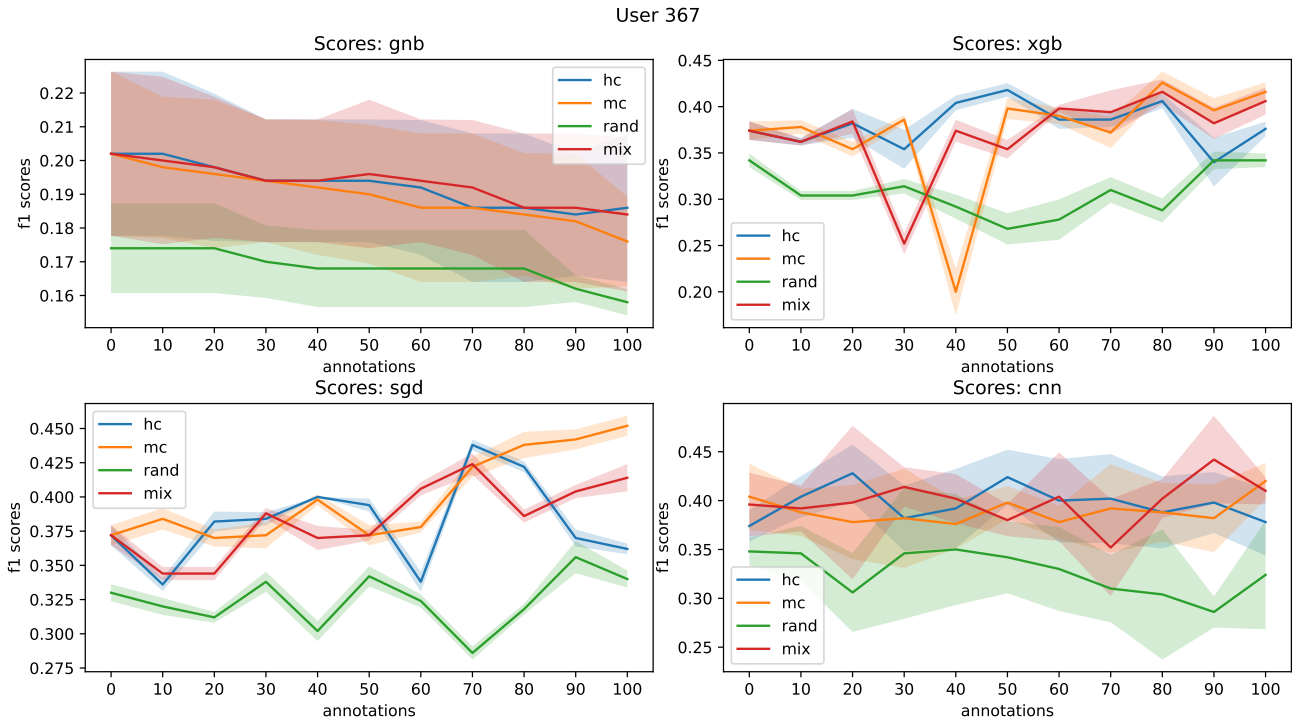 User 367
Scores: gnb
f1 scores
0.22
0.21
0.20
0.19
0.18
0.17
0.16
0 10 20 30 40 50 60 70 80 90 100
annotations
hc
mc
rand
mix
Scores: xgb
f1 scores
0.45
0.40
0.35
0.30
0.25
0.20
0 10 20 30 40 50 60 70 80 90 100
annotations
hc
mc
rand
mix
Scores: sgd
f1 scores
0.450
0.425
0.400
0.375
0.350
0.325
0.300
0.275
0 10 20 30 40 50 60 70 80 90 100
annotations
hc
mc
rand
mix
Scores: cnn
f1 scores
0.45
0.40
0.35
0.30
0.25
0 10 20 30 40 50 60 70 80 90 100
annotations
hc
mc
rand
mix